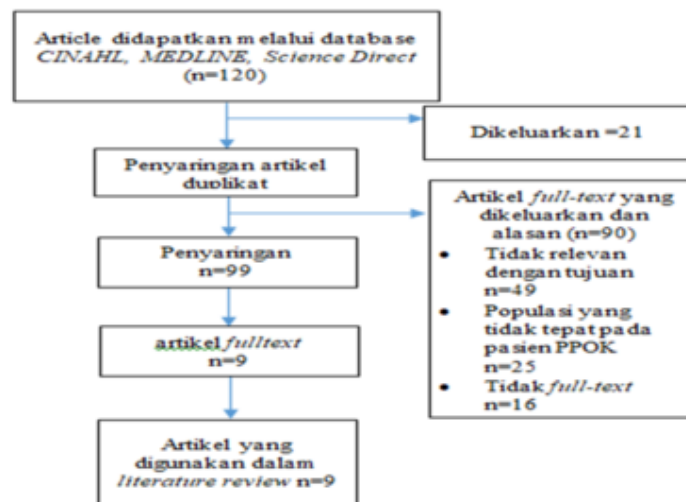 Article didapatkan melalui database
CINAHL, MEDLINE, Science Direct
(n=120)
Dikeluarkan =21
Penyaringan artikel
duplikat
Artikel full-text yang
dikeluarkan dan
alasan (n=90)
• Tidak relevan
dengan tujuan
n=49
• Populasi yang
tidak tepat pada
pasien PPOK
n=25
• Tidak full-text
n=16
Penyaringan
n=99
artikel fulltext
n=9
Artikel yang
digunakan dalam
literature review n=9